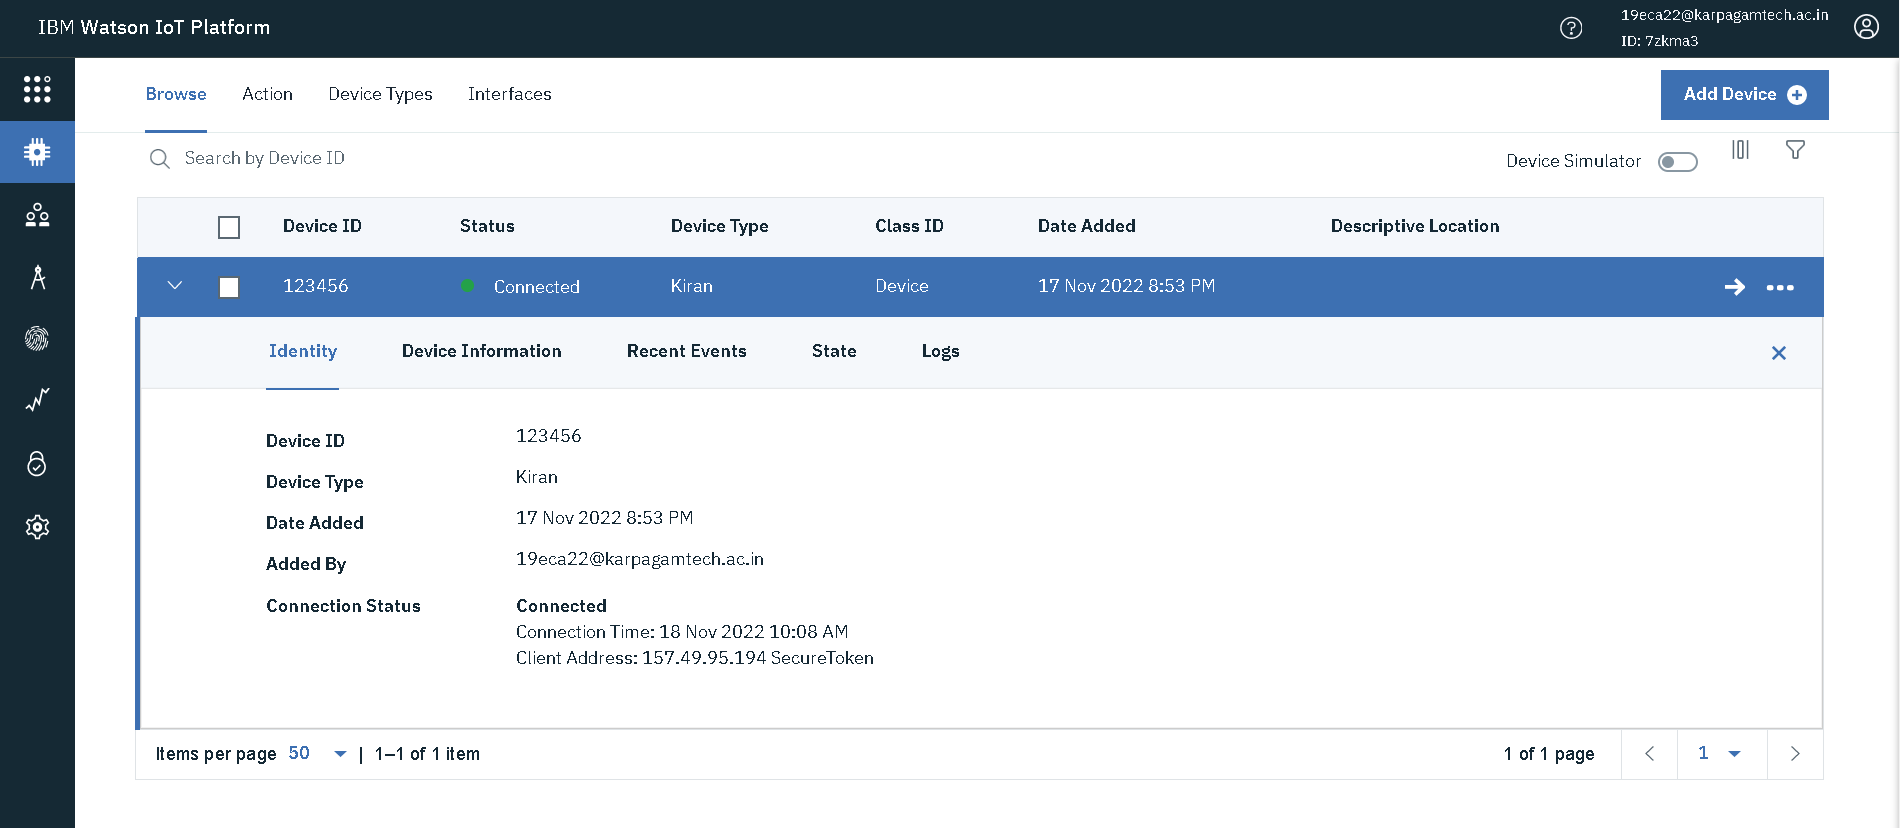 IBM Watson IoT Platform
19eca22@karpagamtech.ac.in
ID: 7zkma3
Browse Action Device Types Interfaces
Add Device
Search by Device ID
Device Simulator
Device ID Status Device Type Class ID Date Added Descriptive Location
123456 Connected Kiran Device 17 Nov 2022 8:53 PM
Identity Device Information Recent Events State Logs
Device ID 123456
Device Type Kiran
Date Added 17 Nov 2022 8:53 PM
Added By 19eca22@karpagamtech.ac.in
Connection Status Connected
Connection Time: 18 Nov 2022 10:08 AM
Client Address: 157.49.95.194 SecureToken
Items per page 50 | 1–1 of 1 item 1 of 1 page 1